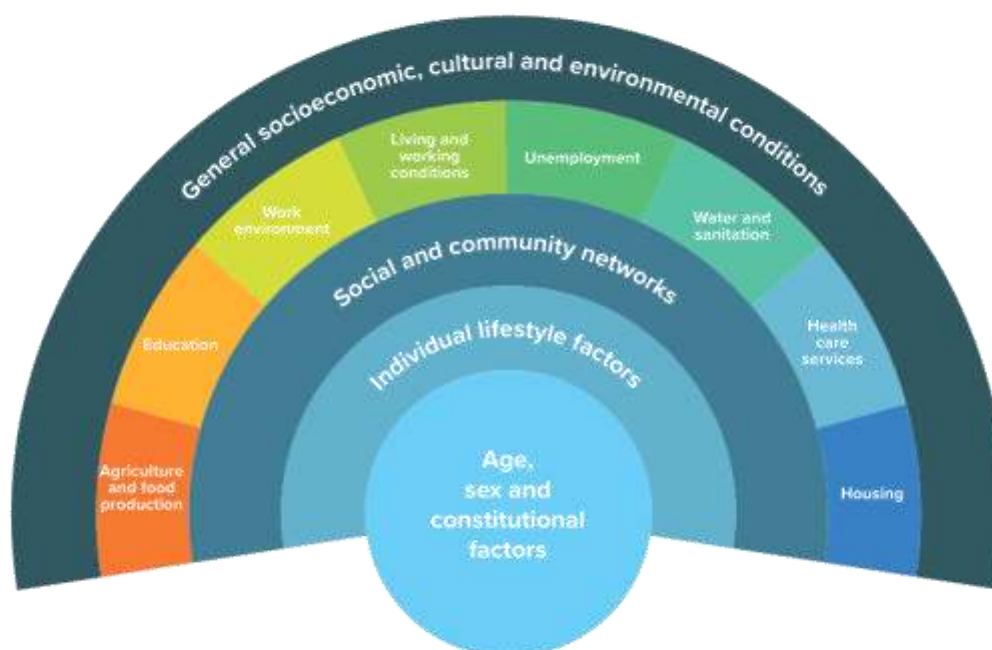 General socioeconomic, cultural and environmental conditions
Living and
working
conditions
Unemployment
Work
environment
Water and
sanitation
Education
Health
care
services
Agriculture
and food
production
Housing
Social and community networks
Individual lifestyle factors
Age,
sex and
constitutional
factors